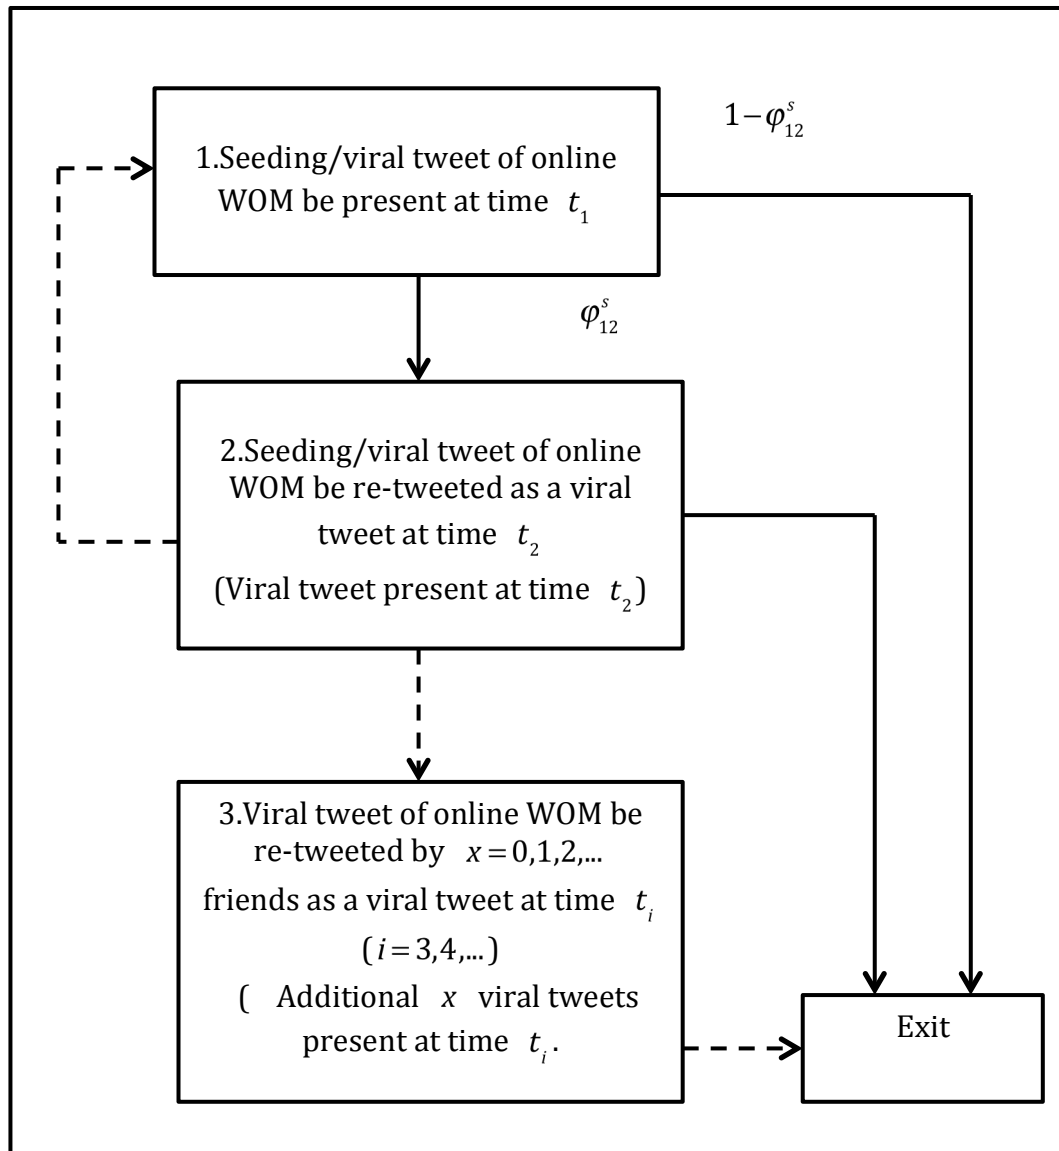 1−φ₁₂ˢ
1.Seeding/viral tweet of online
WOM be present at time t₁
φ₁₂ˢ
2.Seeding/viral tweet of online
WOM be re-tweeted as a viral
tweet at time t₂
(Viral tweet present at time t₂)
3.Viral tweet of online WOM be
re-tweeted by x=0,1,2,...
friends as a viral tweet at time tᵢ
(i=3,4,...)
( Additional x viral tweets
present at time tᵢ.
Exit